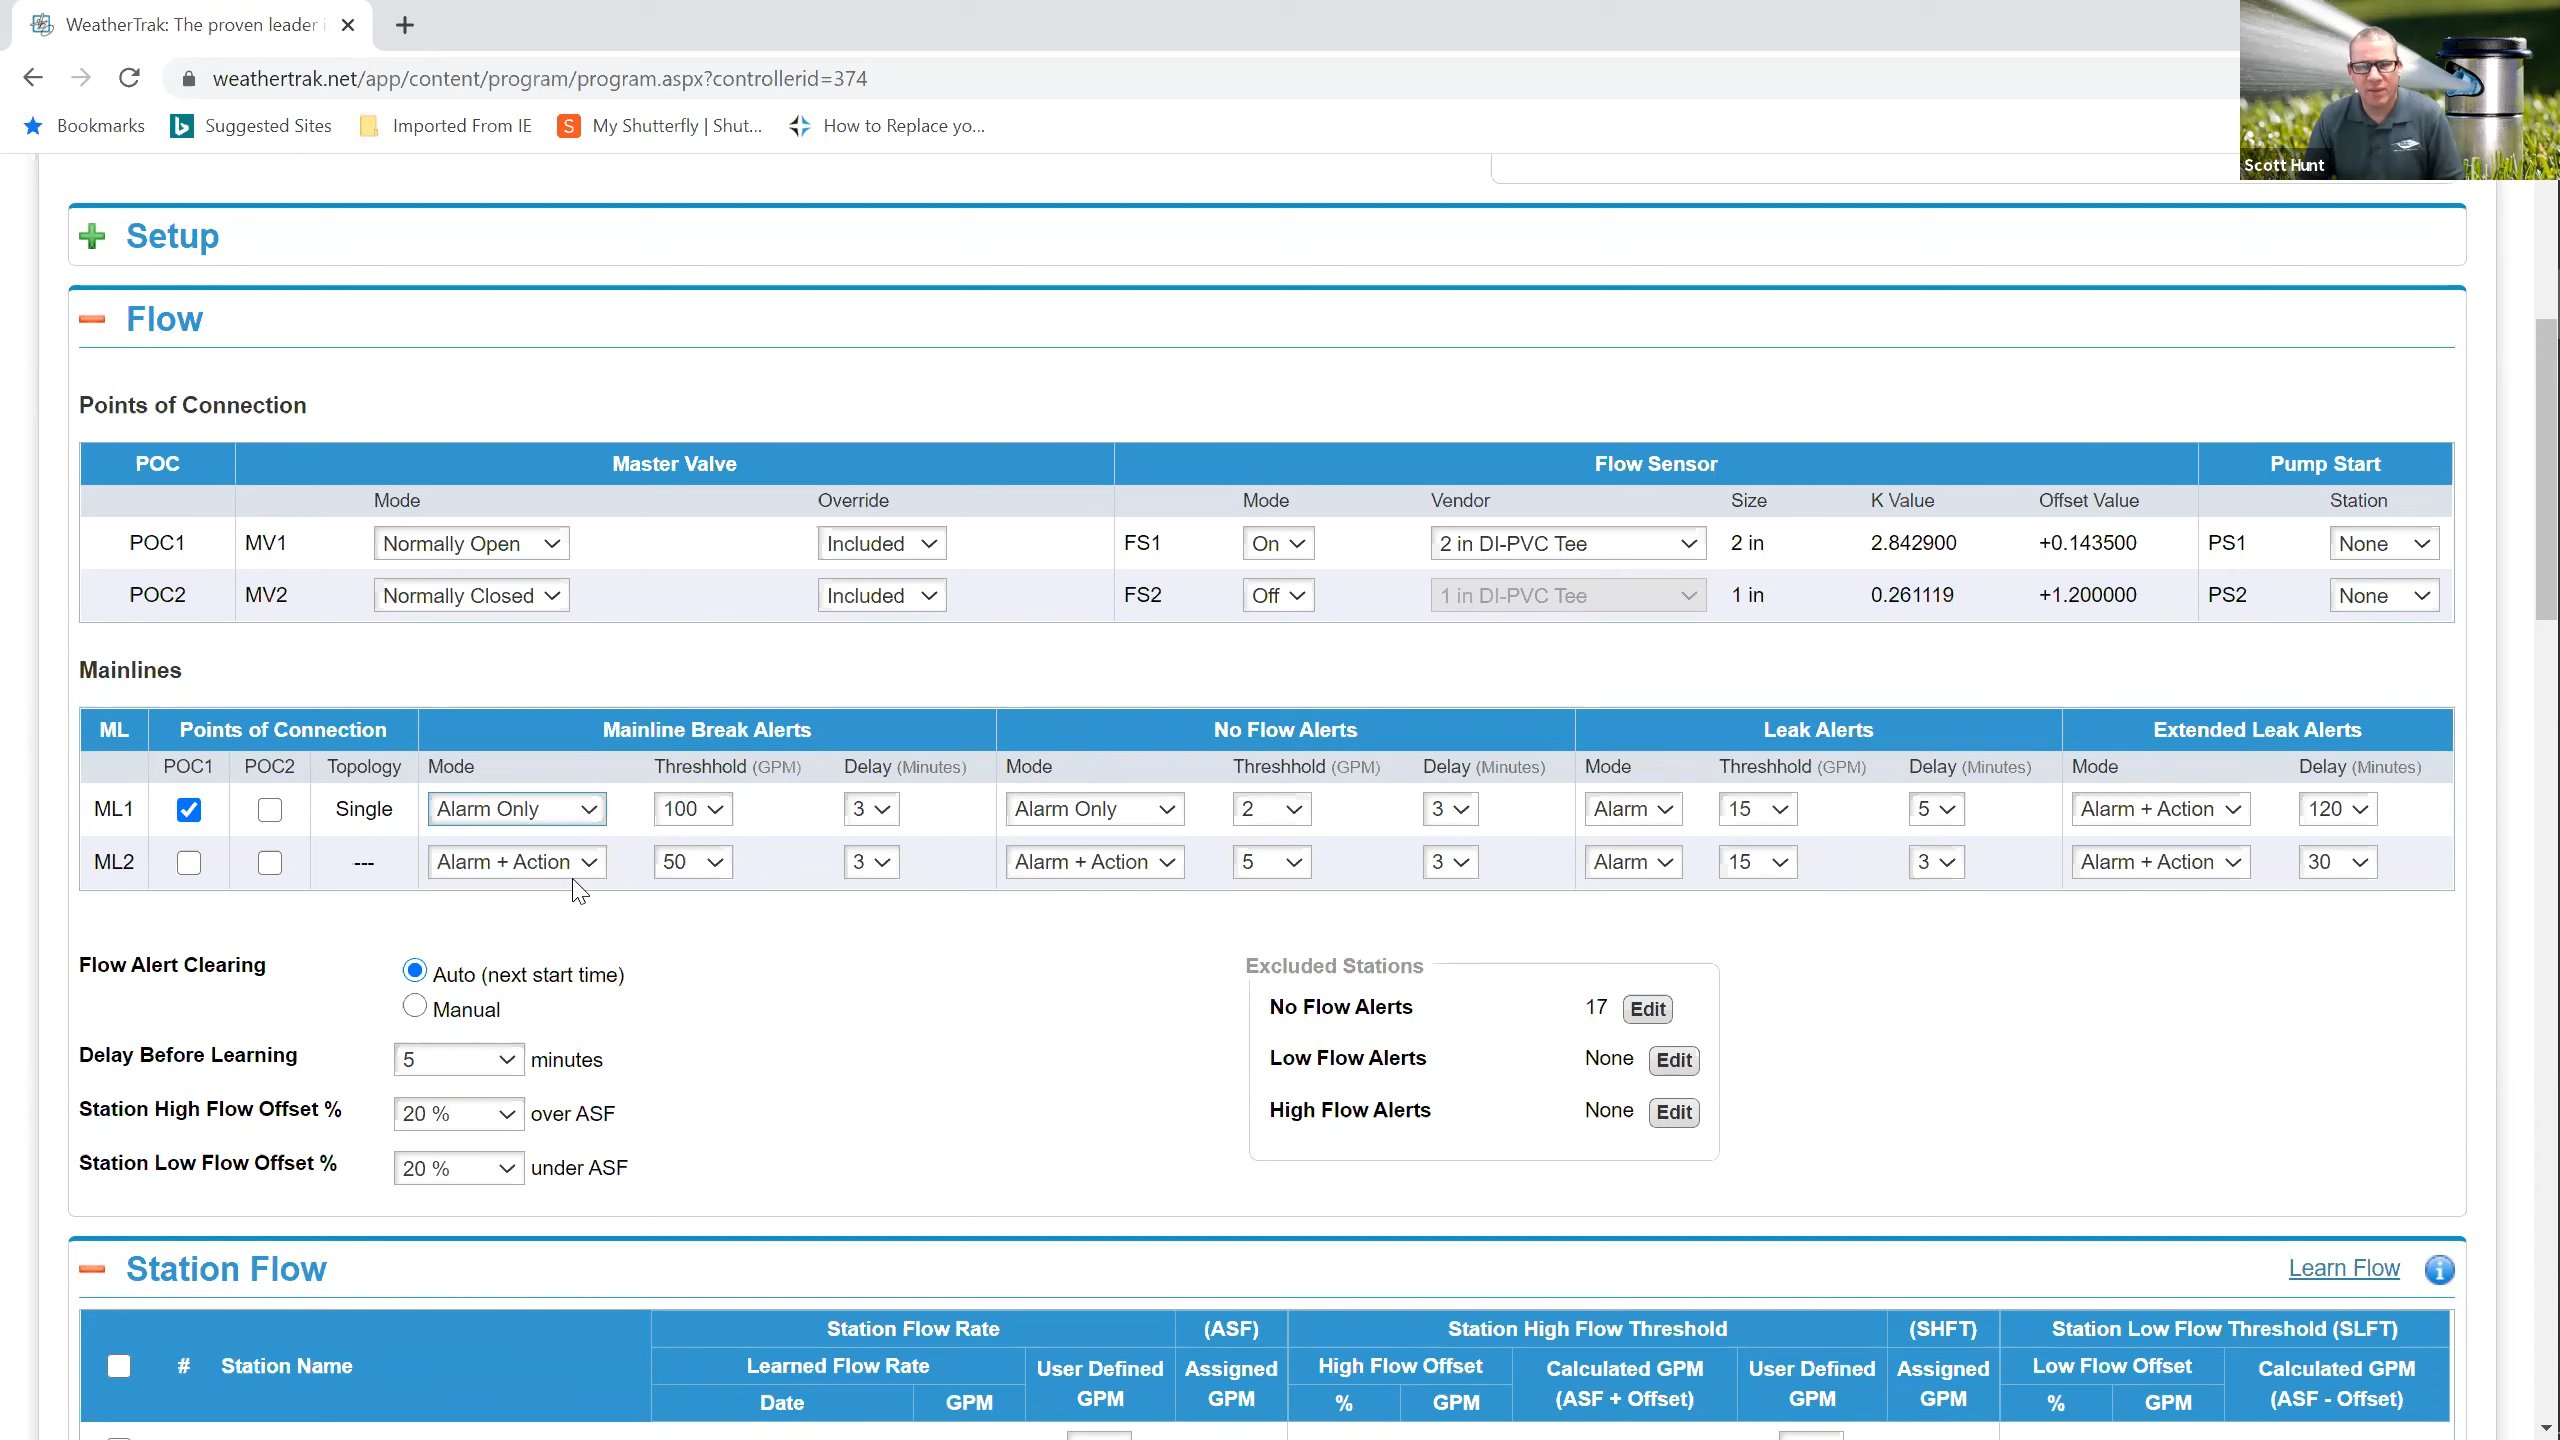 WeatherTrak: The proven leader i
weathertrak.net/app/content/program/program.aspx?controllerid=374
Bookmarks Suggested Sites Imported From IE S My Shutterfly | Shut... How to Replace yo...
Scott Hunt
Setup
Flow
Points of Connection
POC Master Valve Flow Sensor Pump Start
Mode Override Mode Vendor Size K Value Offset Value Station
POC1 MV1 Normally Open Included FS1 On 2 in DI-PVC Tee 2 in 2.842900 +0.143500 PS1 None
POC2 MV2 Normally Closed Included FS2 Off 1 in DI-PVC Tee 1 in 0.261119 +1.200000 PS2 None
Mainlines
ML Points of Connection Mainline Break Alerts No Flow Alerts Leak Alerts Extended Leak Alerts
POC1 POC2 Topology Mode Threshhold (GPM) Delay (Minutes) Mode Threshhold (GPM) Delay (Minutes) Mode Threshhold (GPM) Delay (Minutes) Mode Delay (Minutes)
ML1 Single Alarm Only 100 3 Alarm Only 2 3 Alarm 15 5 Alarm + Action 120
ML2 --- Alarm + Action 50 3 Alarm + Action 5 3 Alarm 15 3 Alarm + Action 30
Flow Alert Clearing Auto (next start time)
Manual
Delay Before Learning 5 minutes
Station High Flow Offset % 20 % over ASF
Station Low Flow Offset % 20 % under ASF
Excluded Stations
No Flow Alerts 17 Edit
Low Flow Alerts None Edit
High Flow Alerts None Edit
Station Flow Learn Flow i
Station Flow Rate (ASF) Station High Flow Threshold (SHFT) Station Low Flow Threshold (SLFT)
# Station Name Learned Flow Rate User Defined GPM Assigned GPM High Flow Offset Calculated GPM (ASF + Offset) User Defined GPM Assigned GPM Low Flow Offset Calculated GPM (ASF - Offset)
Date GPM % GPM % GPM